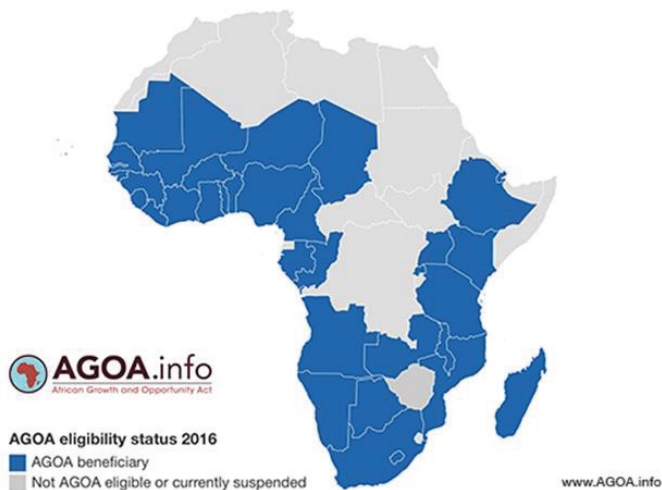 AGOA.info
African Growth and Opportunity Act
AGOA eligibility status 2016
AGOA beneficiary
Not AGOA eligible or currently suspended
www.AGOA.info